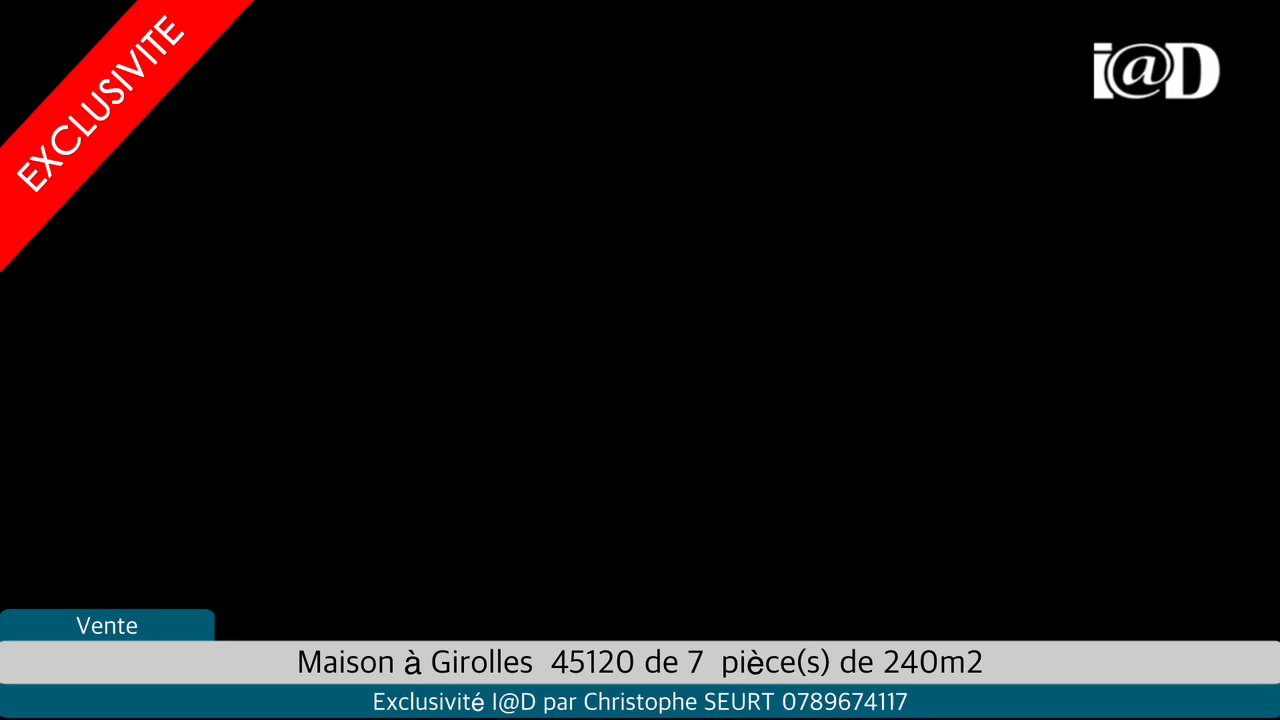 EXCLUSIVITE
i@D
Vente
Maison à Girolles 45120 de 7 pièce(s) de 240m2
Exclusivité I@D par Christophe SEURT 0789674117